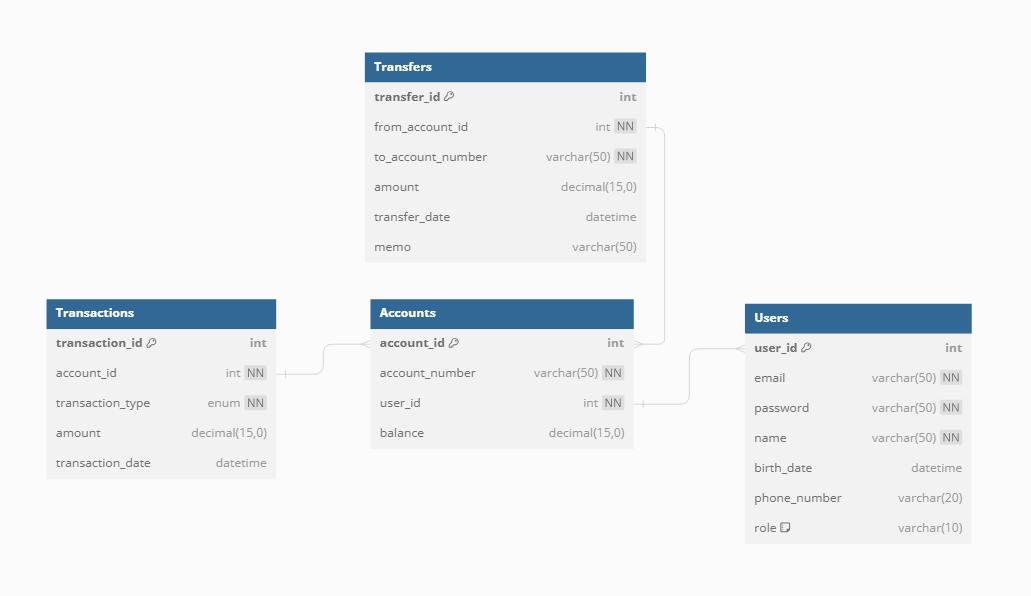 Transfers
transfer_id int
from_account_id int NN
to_account_number varchar(50) NN
amount decimal(15,0)
transfer_date datetime
memo varchar(50)
Transactions
transaction_id int
account_id int NN
transaction_type enum NN
amount decimal(15,0)
transaction_date datetime
Accounts
account_id int
account_number varchar(50) NN
user_id int NN
balance decimal(15,0)
Users
user_id int
email varchar(50) NN
password varchar(50) NN
name varchar(50) NN
birth_date datetime
phone_number varchar(20)
role varchar(10)